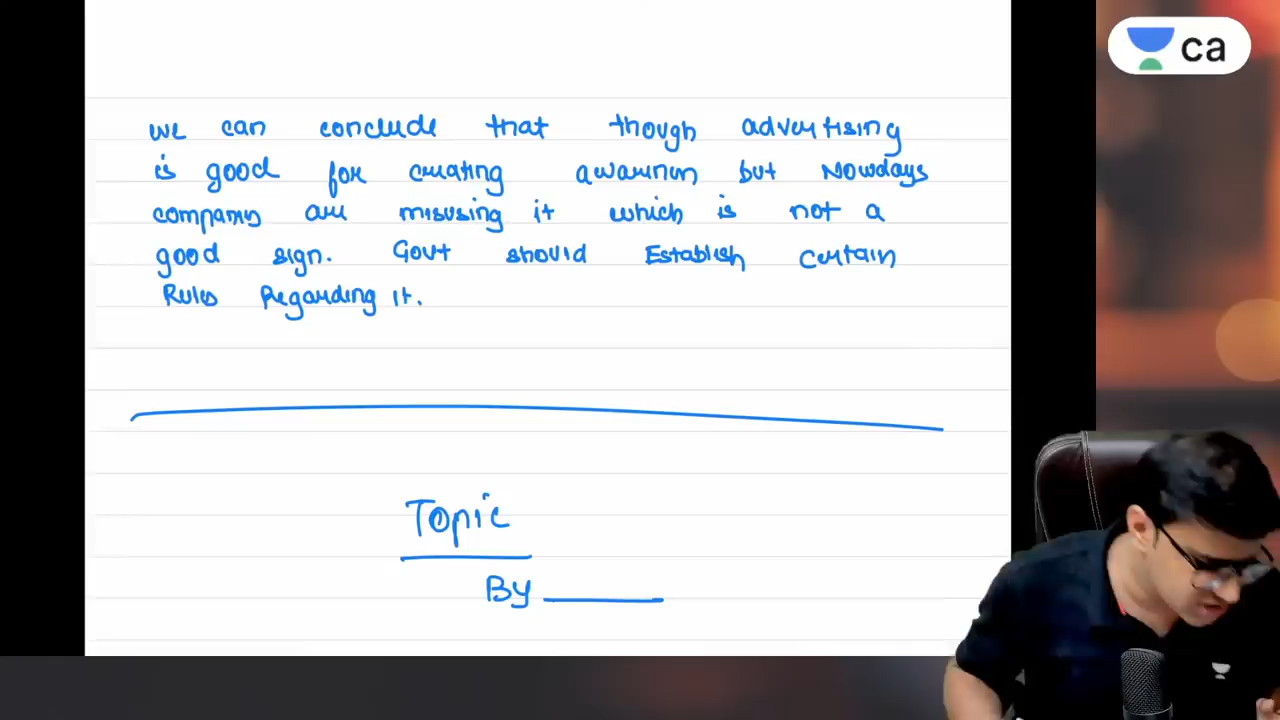 we can conclude that though advertising
is good for creating awareness but Nowdays
companies are misusing it which is not a
good sign. Govt should Establish certain
Rules Regarding it.
Topic
By
ca